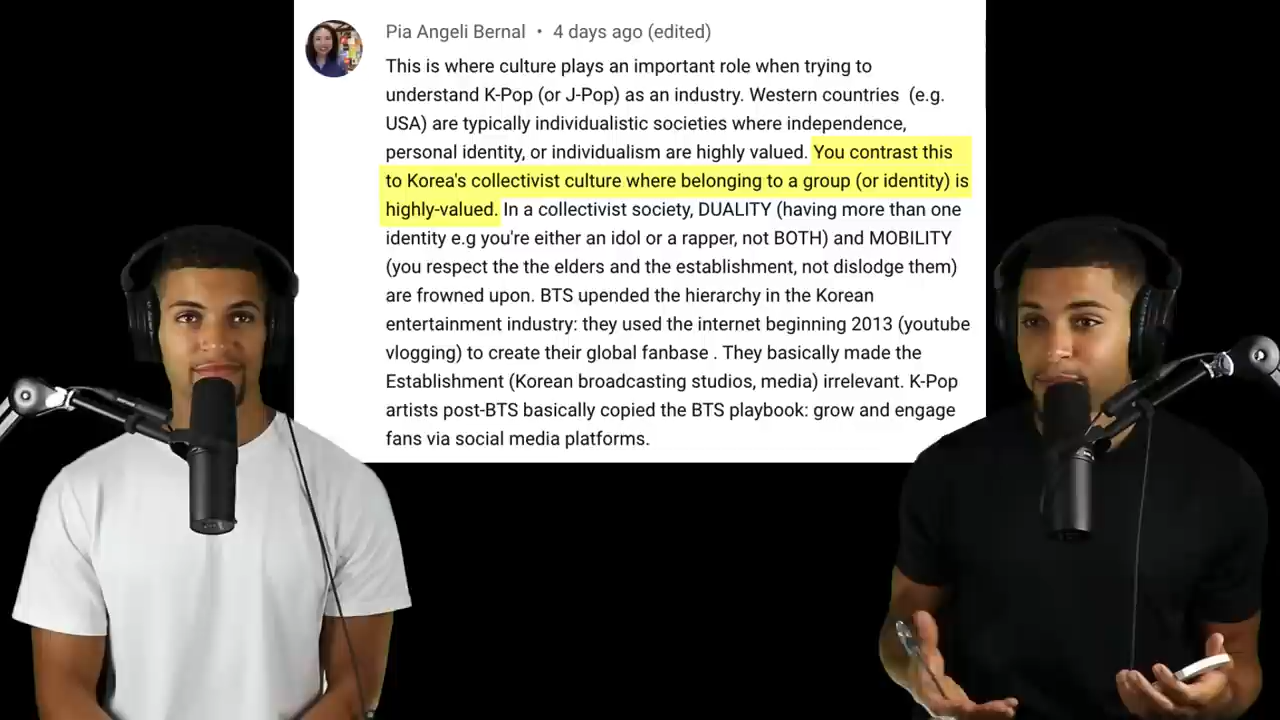 Pia Angeli Bernal • 4 days ago (edited)
This is where culture plays an important role when trying to
understand K-Pop (or J-Pop) as an industry. Western countries  (e.g.
USA) are typically individualistic societies where independence,
personal identity, or individualism are highly valued. You contrast this
to Korea's collectivist culture where belonging to a group (or identity) is
highly-valued. In a collectivist society, DUALITY (having more than one
identity e.g you're either an idol or a rapper, not BOTH) and MOBILITY
(you respect the the elders and the establishment, not dislodge them)
are frowned upon. BTS upended the hierarchy in the Korean
entertainment industry: they used the internet beginning 2013 (youtube
vlogging) to create their global fanbase . They basically made the
Establishment (Korean broadcasting studios, media) irrelevant. K-Pop
artists post-BTS basically copied the BTS playbook: grow and engage
fans via social media platforms.